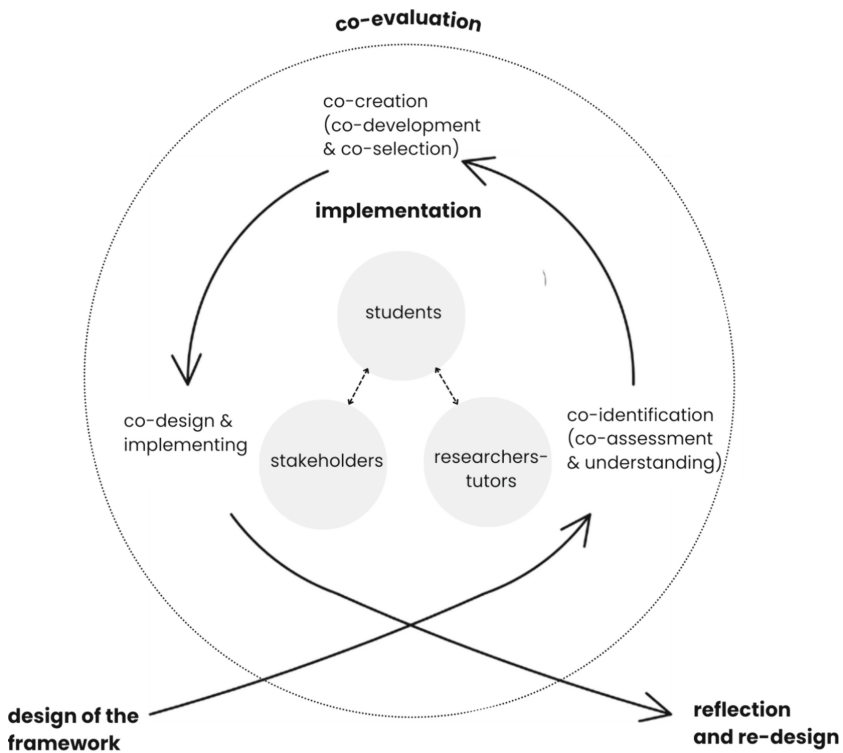 co-evaluation
co-creation
(co-development
& co-selection)
implementation
students
co-design &
implementing
stakeholders
researchers-
tutors
co-identification
(co-assessment
& understanding)
design of the
framework
reflection
and re-design